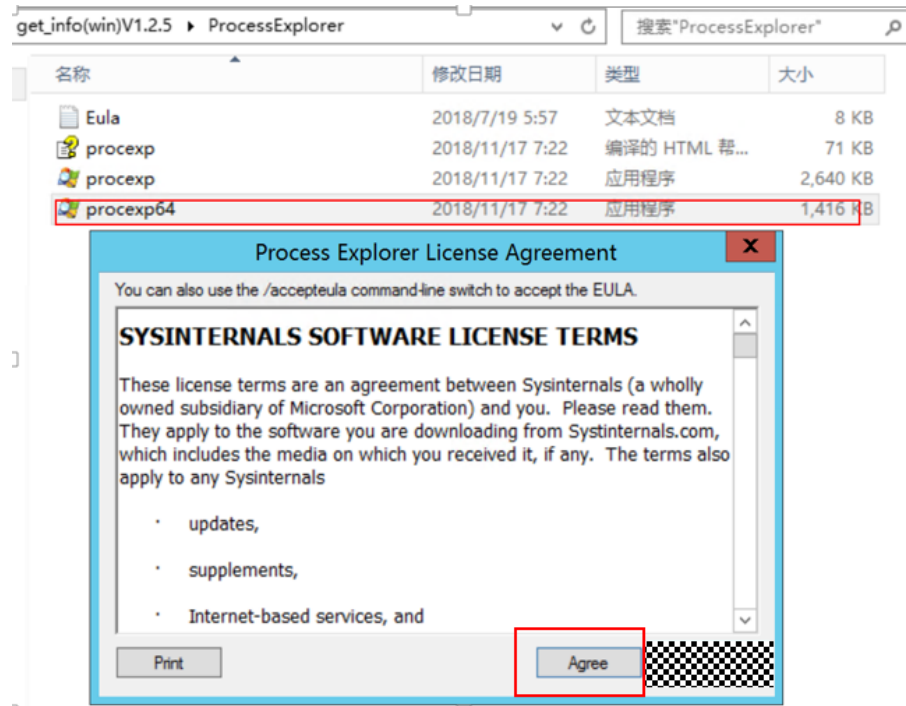 get_info(win)V1.2.5 ProcessExplorer 搜索"ProcessExplorer"
名称 修改日期 类型 大小
Eula 2018/7/19 5:57 文本文档 8 KB
procexp 2018/11/17 7:22 编译的 HTML 帮... 71 KB
procexp 2018/11/17 7:22 应用程序 2,640 KB
procexp64 2018/11/17 7:22 应用程序 1,416 KB
Process Explorer License Agreement
You can also use the /accepteula command-line switch to accept the EULA.
SYSINTERNALS SOFTWARE LICENSE TERMS
These license terms are an agreement between Sysinternals (a wholly
owned subsidiary of Microsoft Corporation) and you. Please read them.
They apply to the software you are downloading from Systinternals.com,
which includes the media on which you received it, if any. The terms also
apply to any Sysinternals
· updates,
· supplements,
· Internet-based services, and
Print Agree